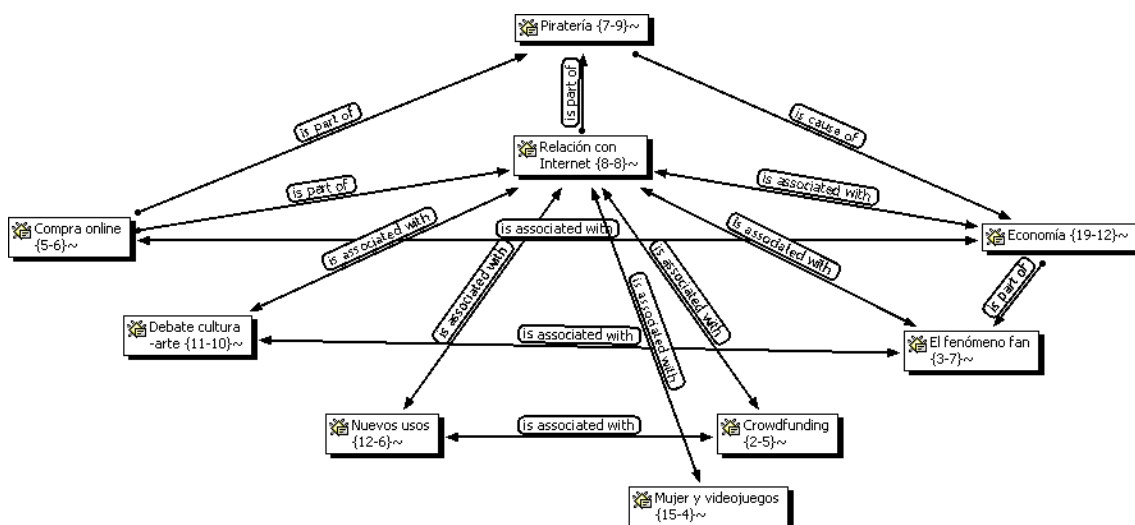 Piratería {7-9}~
is part of
is part of
is cause of
Relación con
Internet {8-8}~
is part of
is associated with
Compra online
{5-6}~
is associated with
is associated with
is associated with
Economía {19-12}~
is associated with
is associated with
is associated with
is part of
Debate cultura
-arte {11-10}~
is associated with
El fenómeno fan
{3-7}~
Nuevos usos
{12-6}~
is associated with
Crowdfunding
{2-5}~
Mujer y videojuegos
{15-4}~